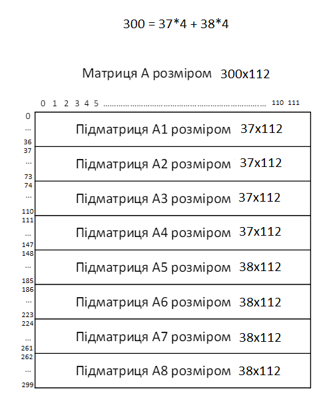 300 = 37*4 + 38*4
Матриця А розміром 300x112
0 1 2 3 4 5 ........................................................................ 110 111
0
...
36
Підматриця А1 розміром 37x112
37
...
73
Підматриця А2 розміром 37x112
74
...
110
Підматриця А3 розміром 37x112
111
...
147
Підматриця А4 розміром 37x112
148
...
185
Підматриця А5 розміром 38x112
186
...
223
Підматриця А6 розміром 38x112
224
...
261
Підматриця А7 розміром 38x112
262
...
299
Підматриця А8 розміром 38x112